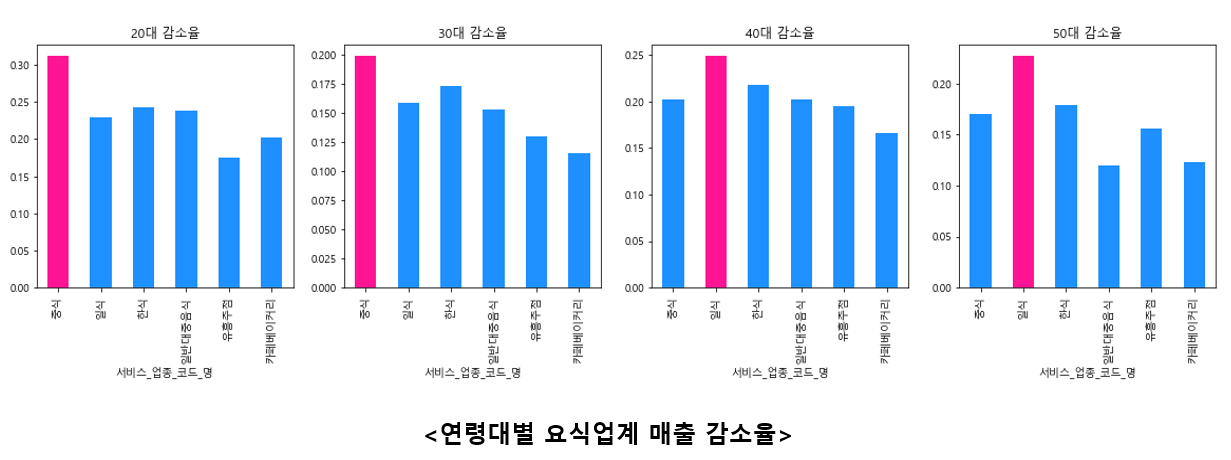 20대 감소율
0.30
0.25
0.20
0.15
0.10
0.05
0.00
중식
일식
한식
일반대중음식
유흥주점
카페베이커리
서비스_업종_코드_명
30대 감소율
0.200
0.175
0.150
0.125
0.100
0.075
0.050
0.025
0.000
중식
일식
한식
일반대중음식
유흥주점
카페베이커리
서비스_업종_코드_명
40대 감소율
0.25
0.20
0.15
0.10
0.05
0.00
중식
일식
한식
일반대중음식
유흥주점
카페베이커리
서비스_업종_코드_명
50대 감소율
0.20
0.15
0.10
0.05
0.00
중식
일식
한식
일반대중음식
유흥주점
카페베이커리
서비스_업종_코드_명
<연령대별 요식업계 매출 감소율>